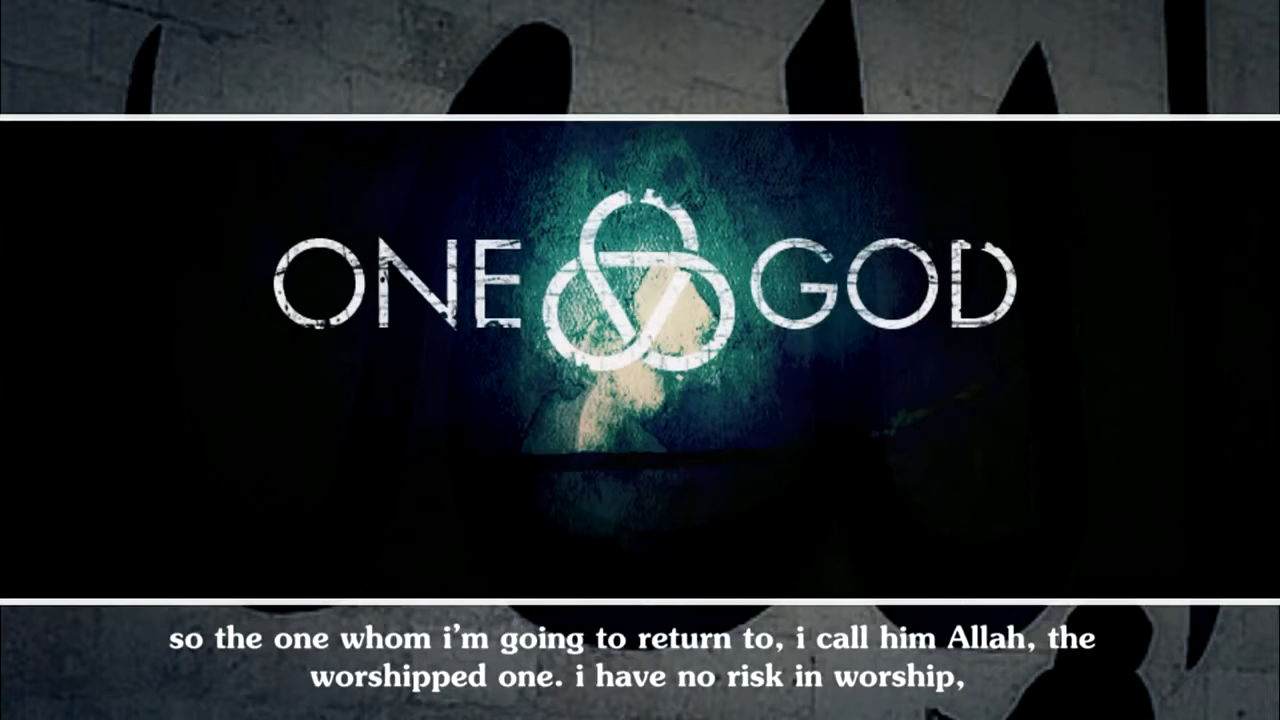 ONE GOD
so the one whom i'm going to return to, i call him Allah, the
worshipped one. i have no risk in worship,